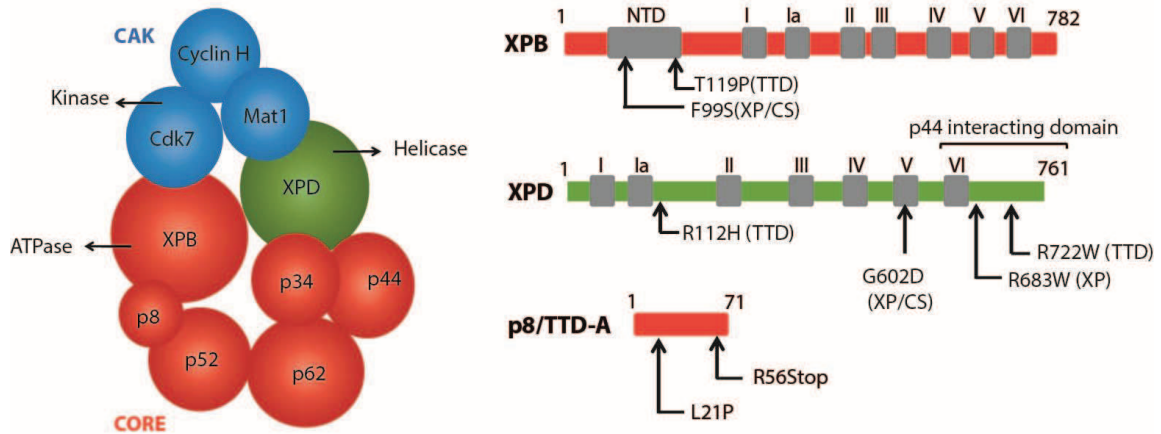 CAK
Cyclin H
Kinase
Mat1
Cdk7
Helicase
XPD
XPB
ATPase
p34
p44
p8
p52
p62
CORE
1 NTD I Ia II III IV V VI 782
XPB
T119P(TTD)
F99S(XP/CS)
p44 interacting domain
1 I Ia II III IV V VI 761
XPD
R112H (TTD)
R722W (TTD)
G602D
(XP/CS)
R683W (XP)
1 71
p8/TTD-A
R56Stop
L21P